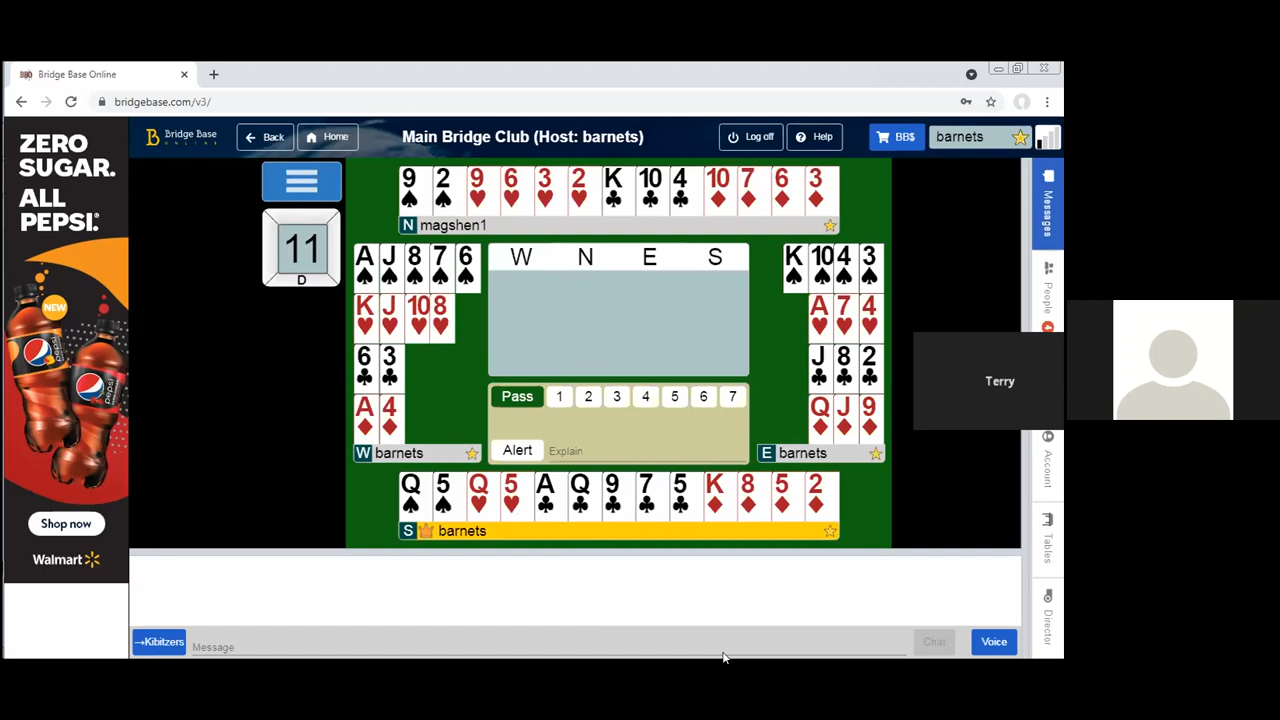 Bridge Base Online
bridgebase.com/v3/
ZERO
SUGAR.
ALL
PEPSI.
NEW
Shop now
Walmart
Bridge Base
ONLINE
Back
Home
Main Bridge Club (Host: barnets)
Log off
Help
BB$
barnets
11
D
9 2 9 6 3 2 K 10 4 10 7 6 3
N magshen1
A J 8 7 6
K J 10 8
6 3
A 4
W barnets
W N E S
Pass 1 2 3 4 5 6 7
Alert Explain
K 10 4 3
A 7 4
J 8 2
Q J 9
E barnets
Q 5 Q 5 A Q 9 7 5 K 8 5 2
S barnets
→Kibitzers
Message
Chat
Voice
Messages
People
4
Account
Tables
Director
Terry